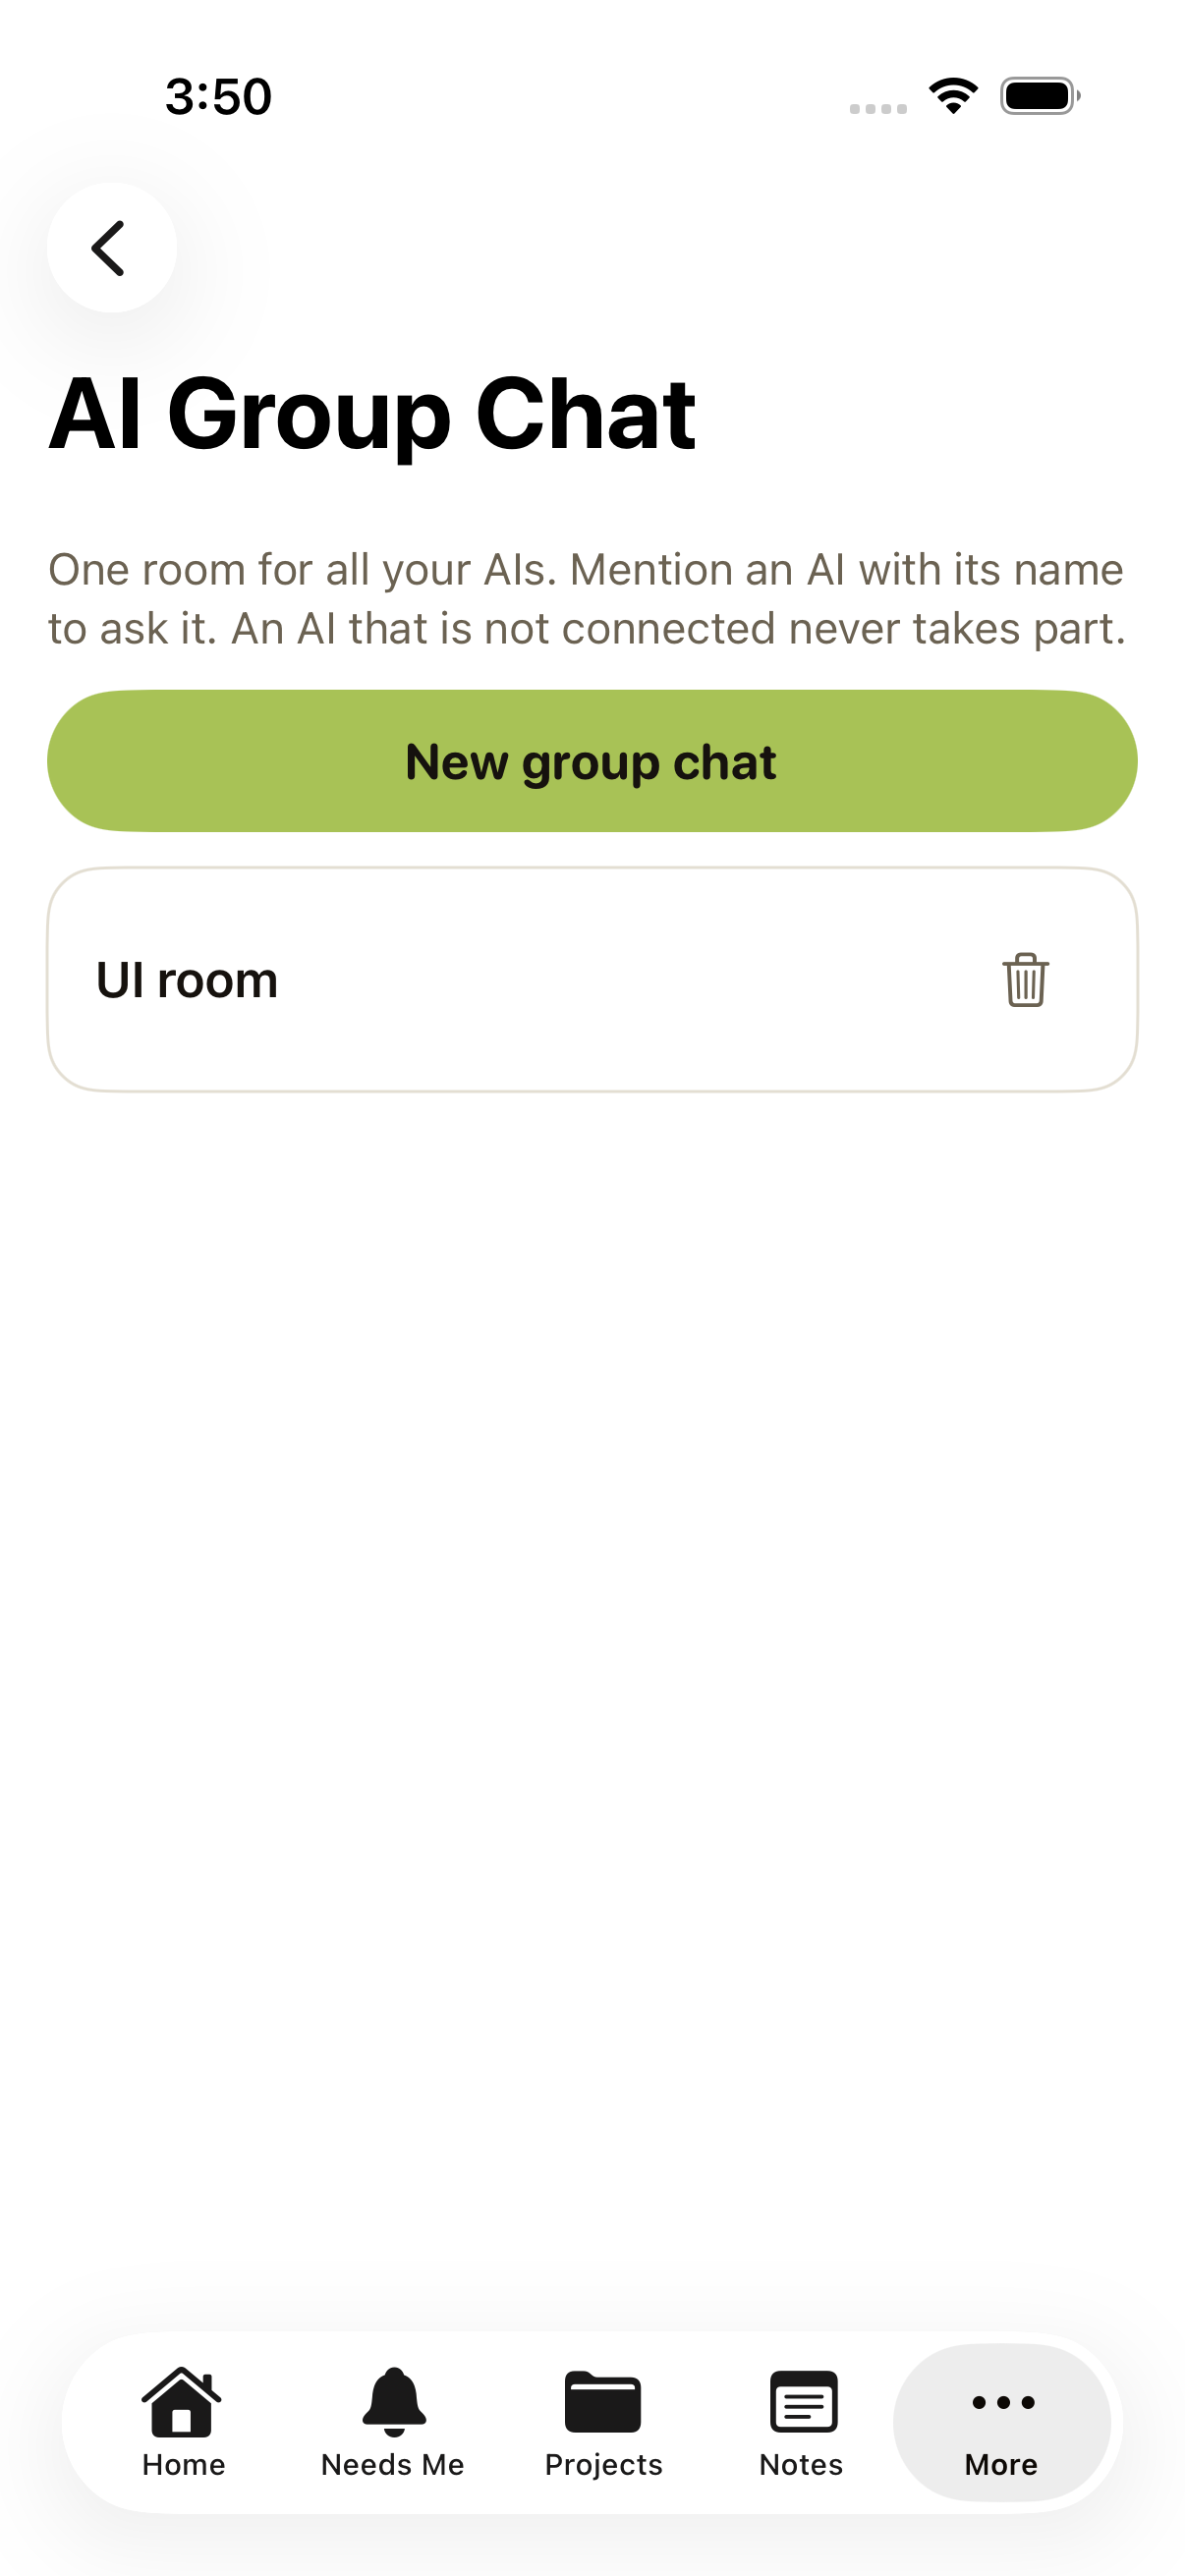 3:50
AI Group Chat
One room for all your AIs. Mention an AI with its name
to ask it. An AI that is not connected never takes part.
New group chat
UI room
Home
Needs Me
Projects
Notes
More